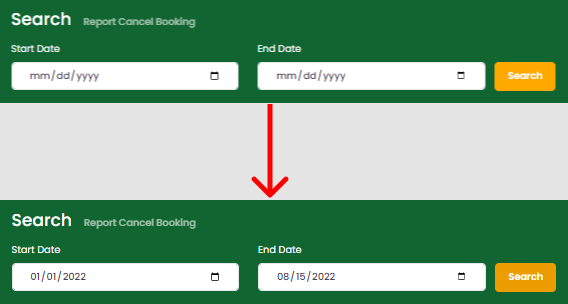 Search Report Cancel Booking
Start Date End Date
mm/dd/yyyy mm/dd/yyyy Search
Search Report Cancel Booking
Start Date End Date
01/01/2022 08/15/2022 Search